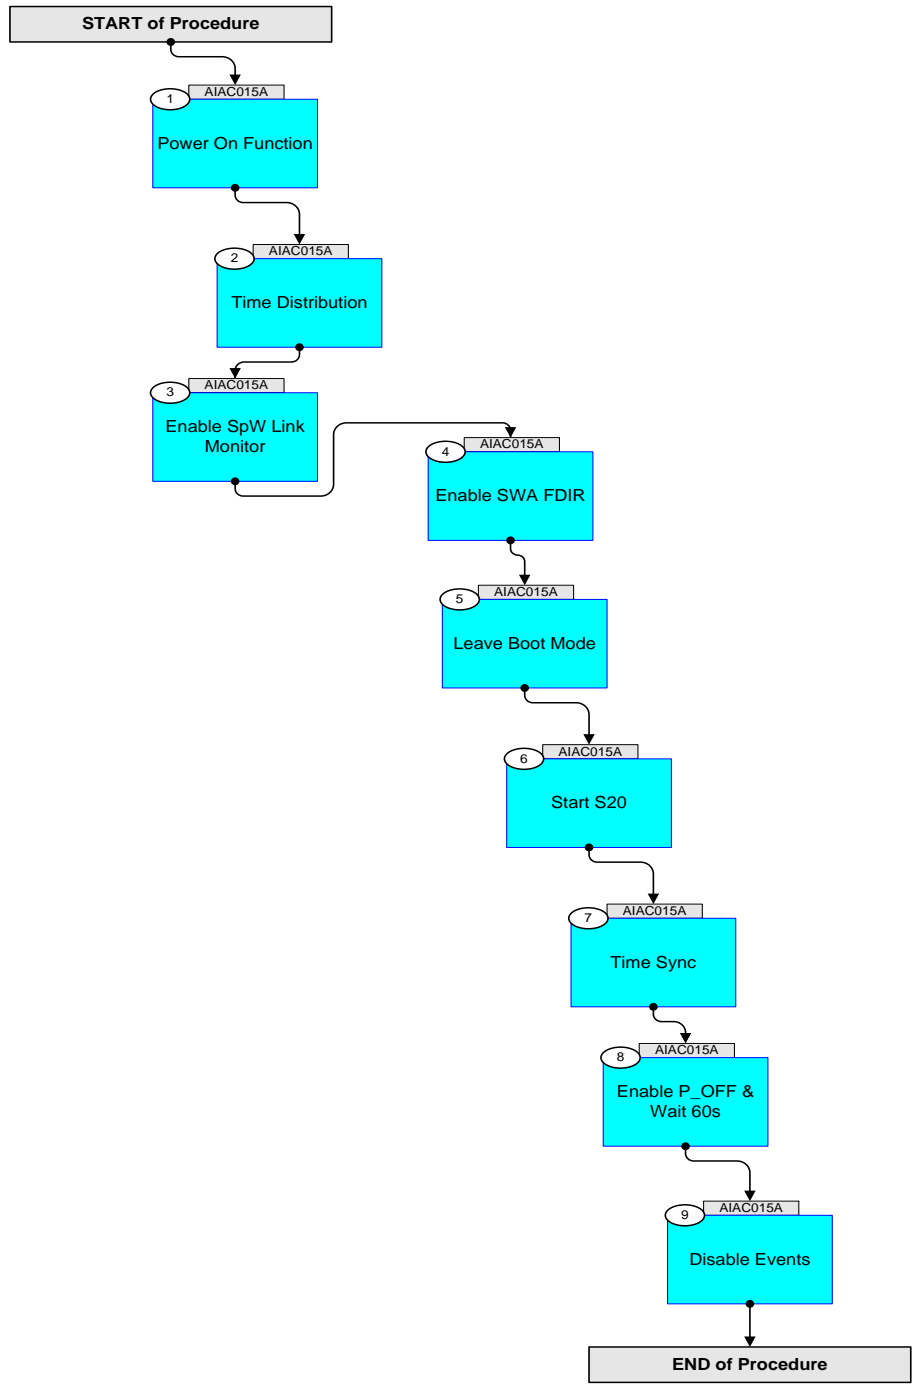 START of Procedure
AIAC015A
1
Power On Function
AIAC015A
2
Time Distribution
AIAC015A
3
Enable SpW Link
Monitor
AIAC015A
4
Enable SWA FDIR
AIAC015A
5
Leave Boot Mode
AIAC015A
6
Start S20
AIAC015A
7
Time Sync
AIAC015A
8
Enable P_OFF &
Wait 60s
AIAC015A
9
Disable Events
END of Procedure